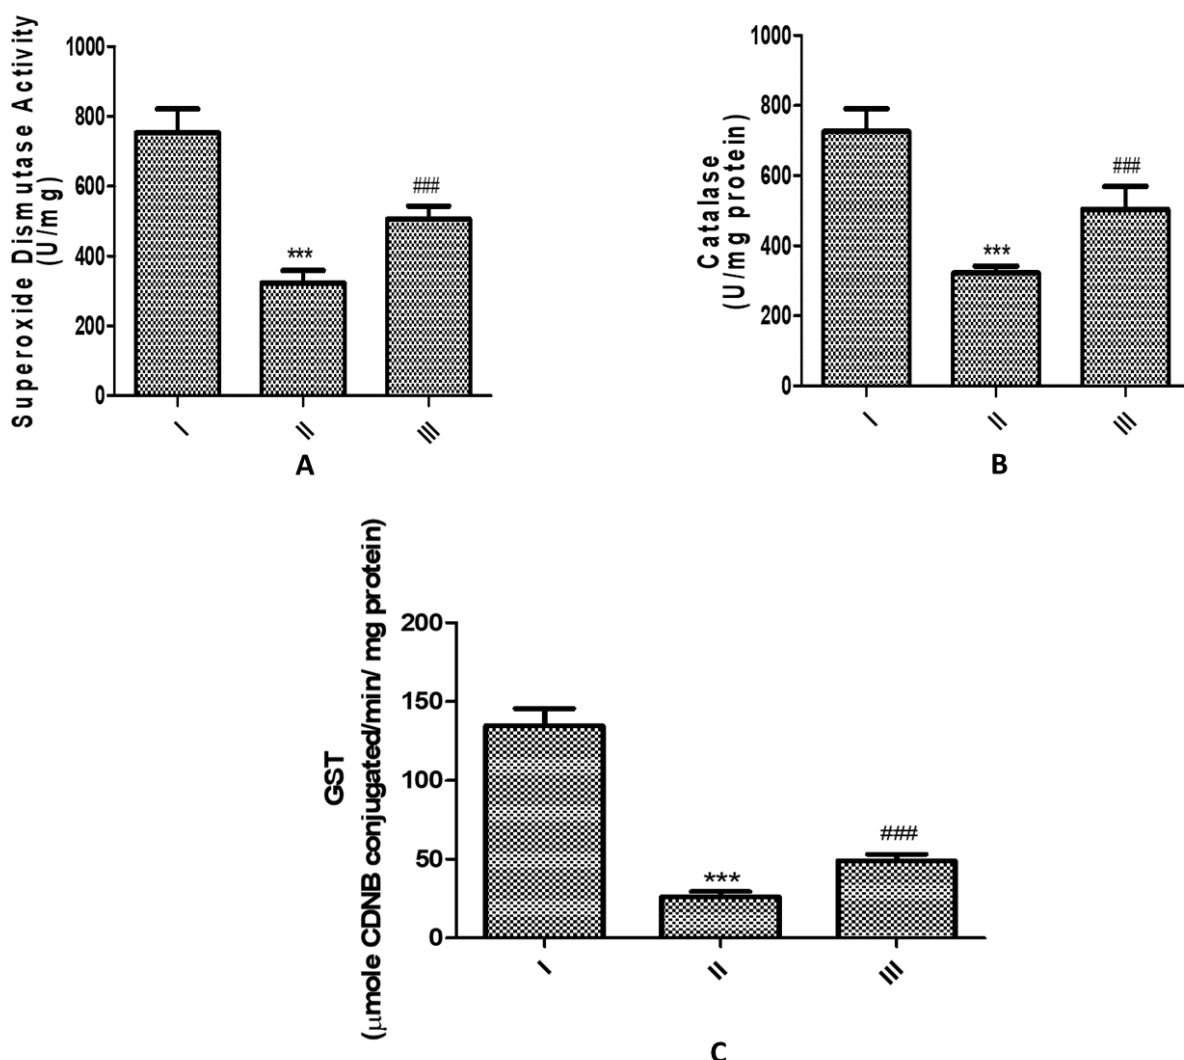 Superoxide Dismutase Activity
(U/mg)
1000
800
600
400
200
0
***
###
I
II
III
A
Catalase
(U/mg protein)
1000
800
600
400
200
0
***
###
I
II
III
B
GST
(μmole CDNB conjugated/min/ mg protein)
200
150
100
50
0
***
###
I
II
III
C